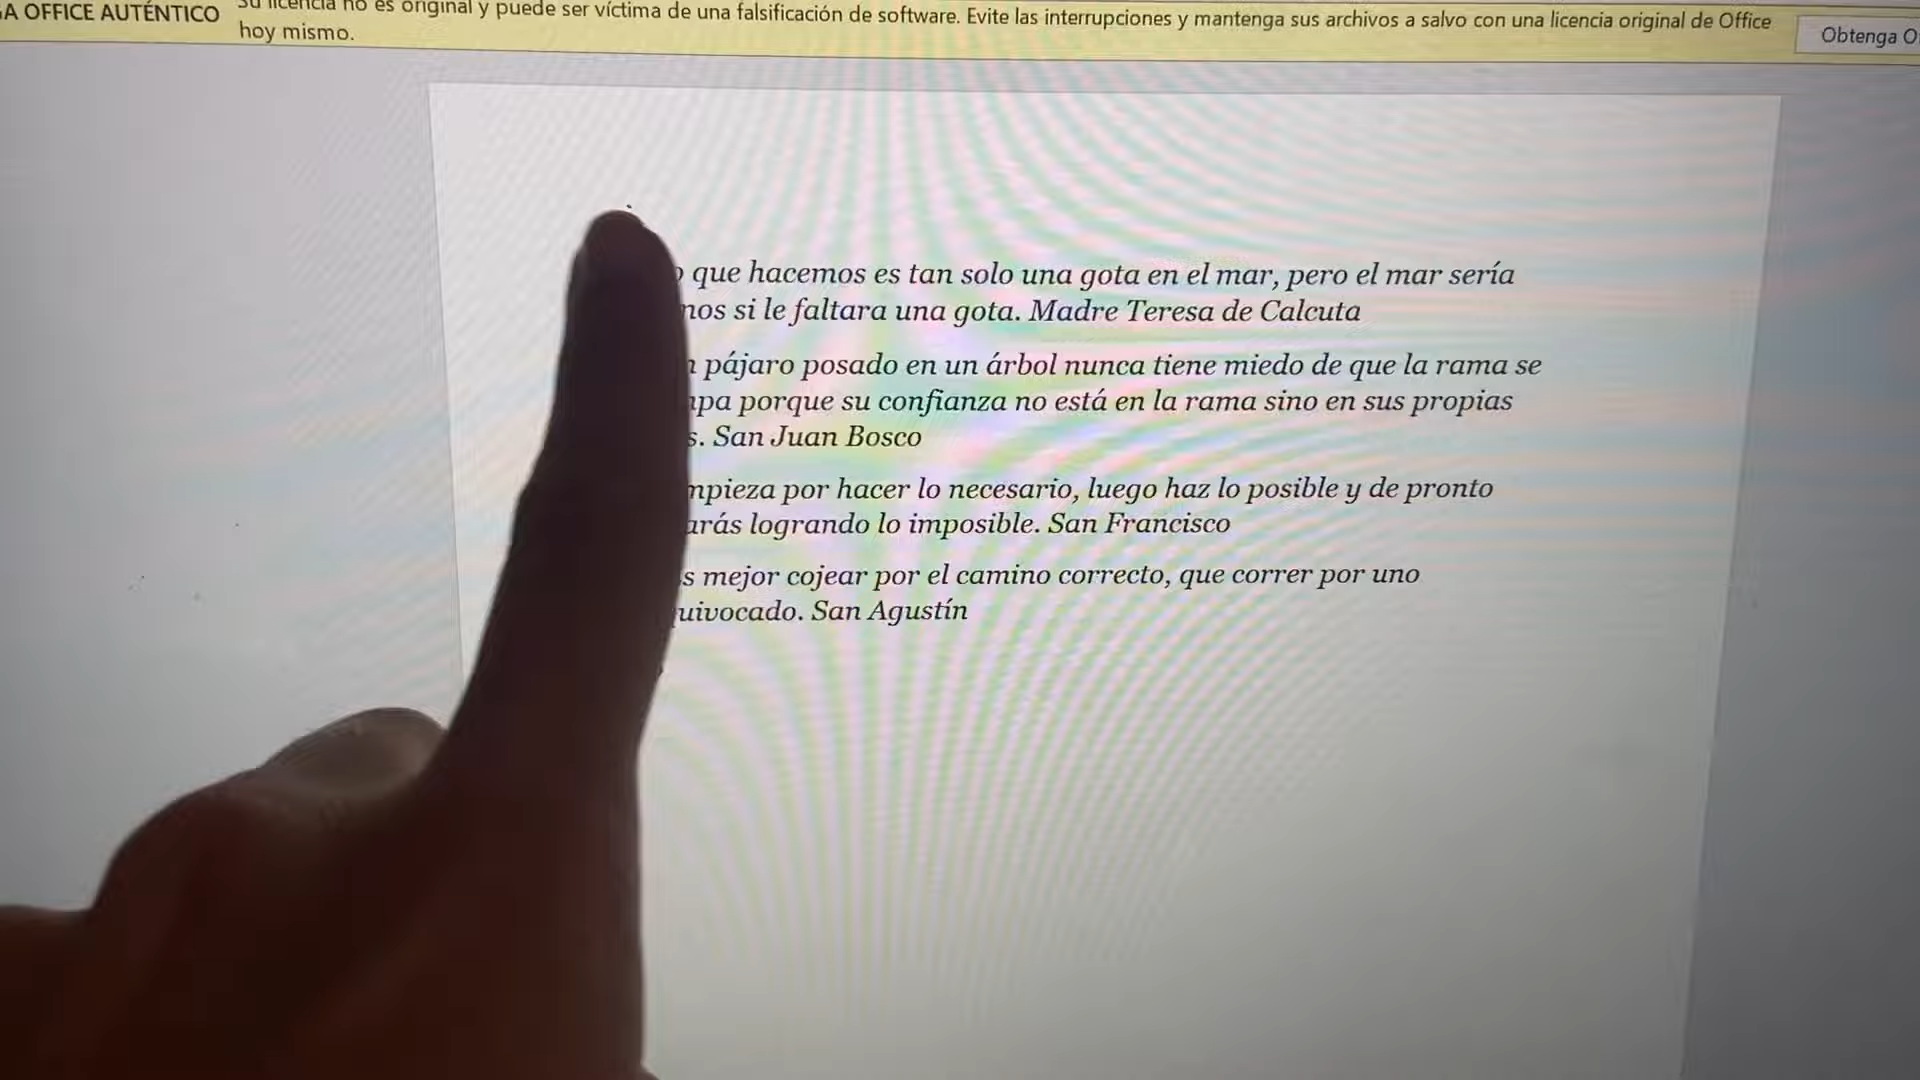 A OFFICE AUTÉNTICO
Su licencia no es original y puede ser víctima de una falsificación de software. Evite las interrupciones y mantenga sus archivos a salvo con una licencia original de Office
hoy mismo.
Obtenga
que hacemos es tan solo una gota en el mar, pero el mar sería
si le faltara una gota. Madre Teresa de Calcuta
pájaro posado en un árbol nunca tiene miedo de que la rama se
porque su confianza no está en la rama sino en sus propias
San Juan Bosco
por hacer lo necesario, luego haz lo posible y de pronto
logrando lo imposible. San Francisco
mejor cojear por el camino correcto, que correr por uno
San Agustín